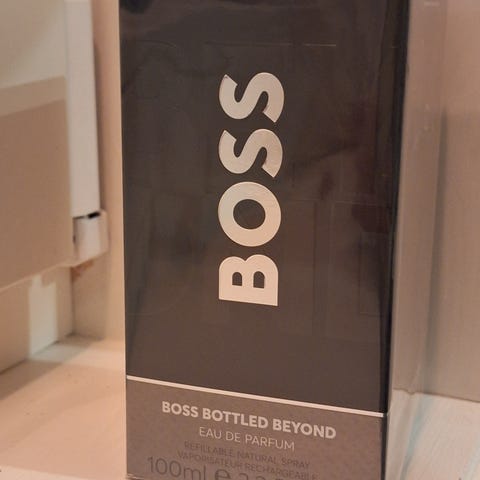 BOSS
BOSS BOTTLED BEYOND
EAU DE PARFUM
REFILLABLE NATURAL SPRAY
VAPORISATEUR RECHARGEABLE
100ml e